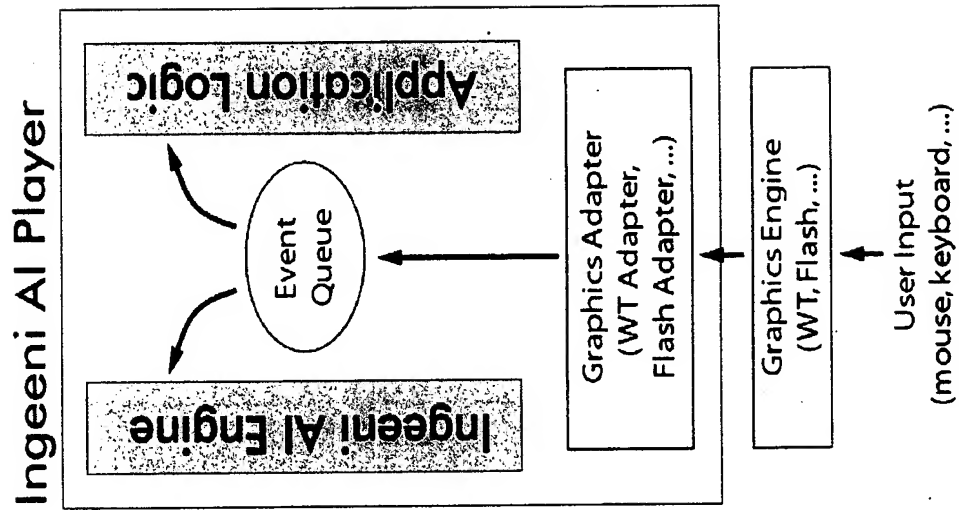 Ingeeni AI Player
Ingeeni AI Engine
Application Logic
Event
Queue
Graphics Adapter
(WT Adapter,
Flash Adapter, ...)
Graphics Engine
(WT, Flash, ...)
User Input
(mouse, keyboard, ...)